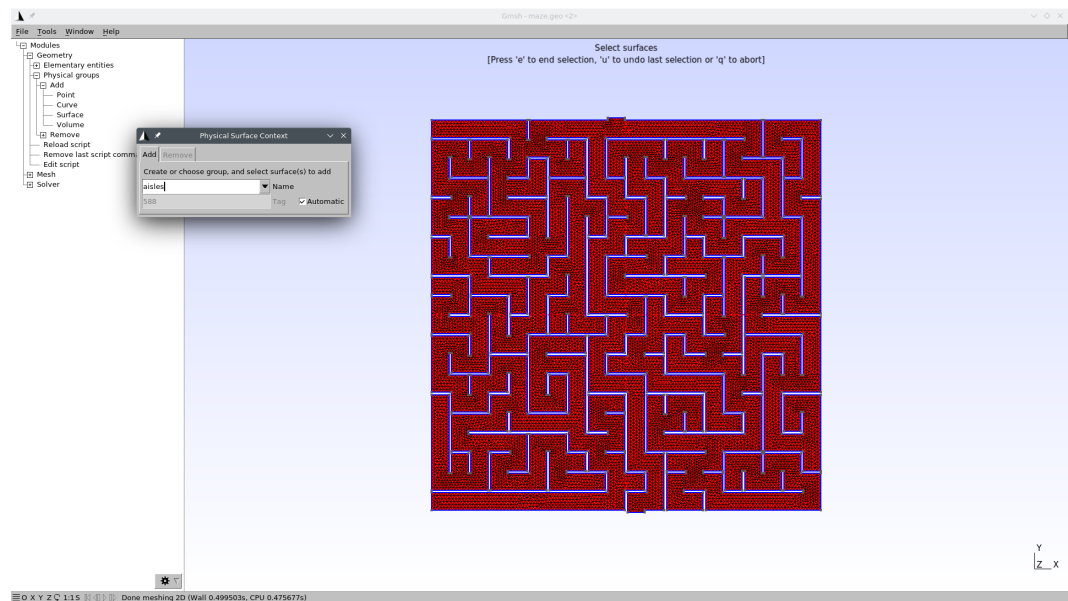 Gmsh - maze.geo <2>
File Tools Window Help
Modules
Geometry
Elementary entities
Physical groups
Add
Point
Curve
Surface
Volume
Remove
Reload script
Remove last script comma
Edit script
Mesh
Solver
Physical Surface Context
Add Remove
Create or choose group, and select surface(s) to add
aisles Name
588 Tag Automatic
Select surfaces
[Press 'e' to end selection, 'u' to undo last selection or 'q' to abort]
Y
Z X
O X Y Z 1:1 S Done meshing 2D (Wall 0.499503s, CPU 0.475677s)